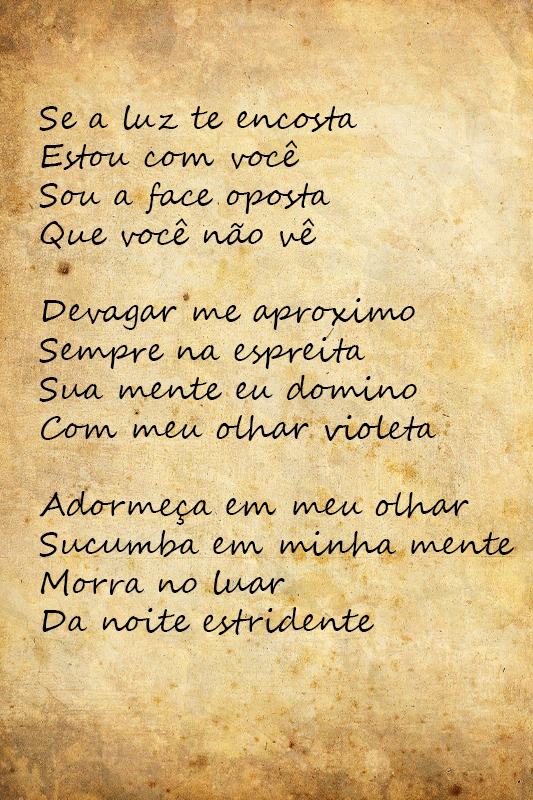 Se a luz te encosta
Estou com você
Sou a face oposta
Que você não vê
Devagar me aproximo
Sempre na espreita
Sua mente eu domino
Com meu olhar violeta
Adormeça em meu olhar
Sucumba em minha mente
Morra no luar
Da noite estridente